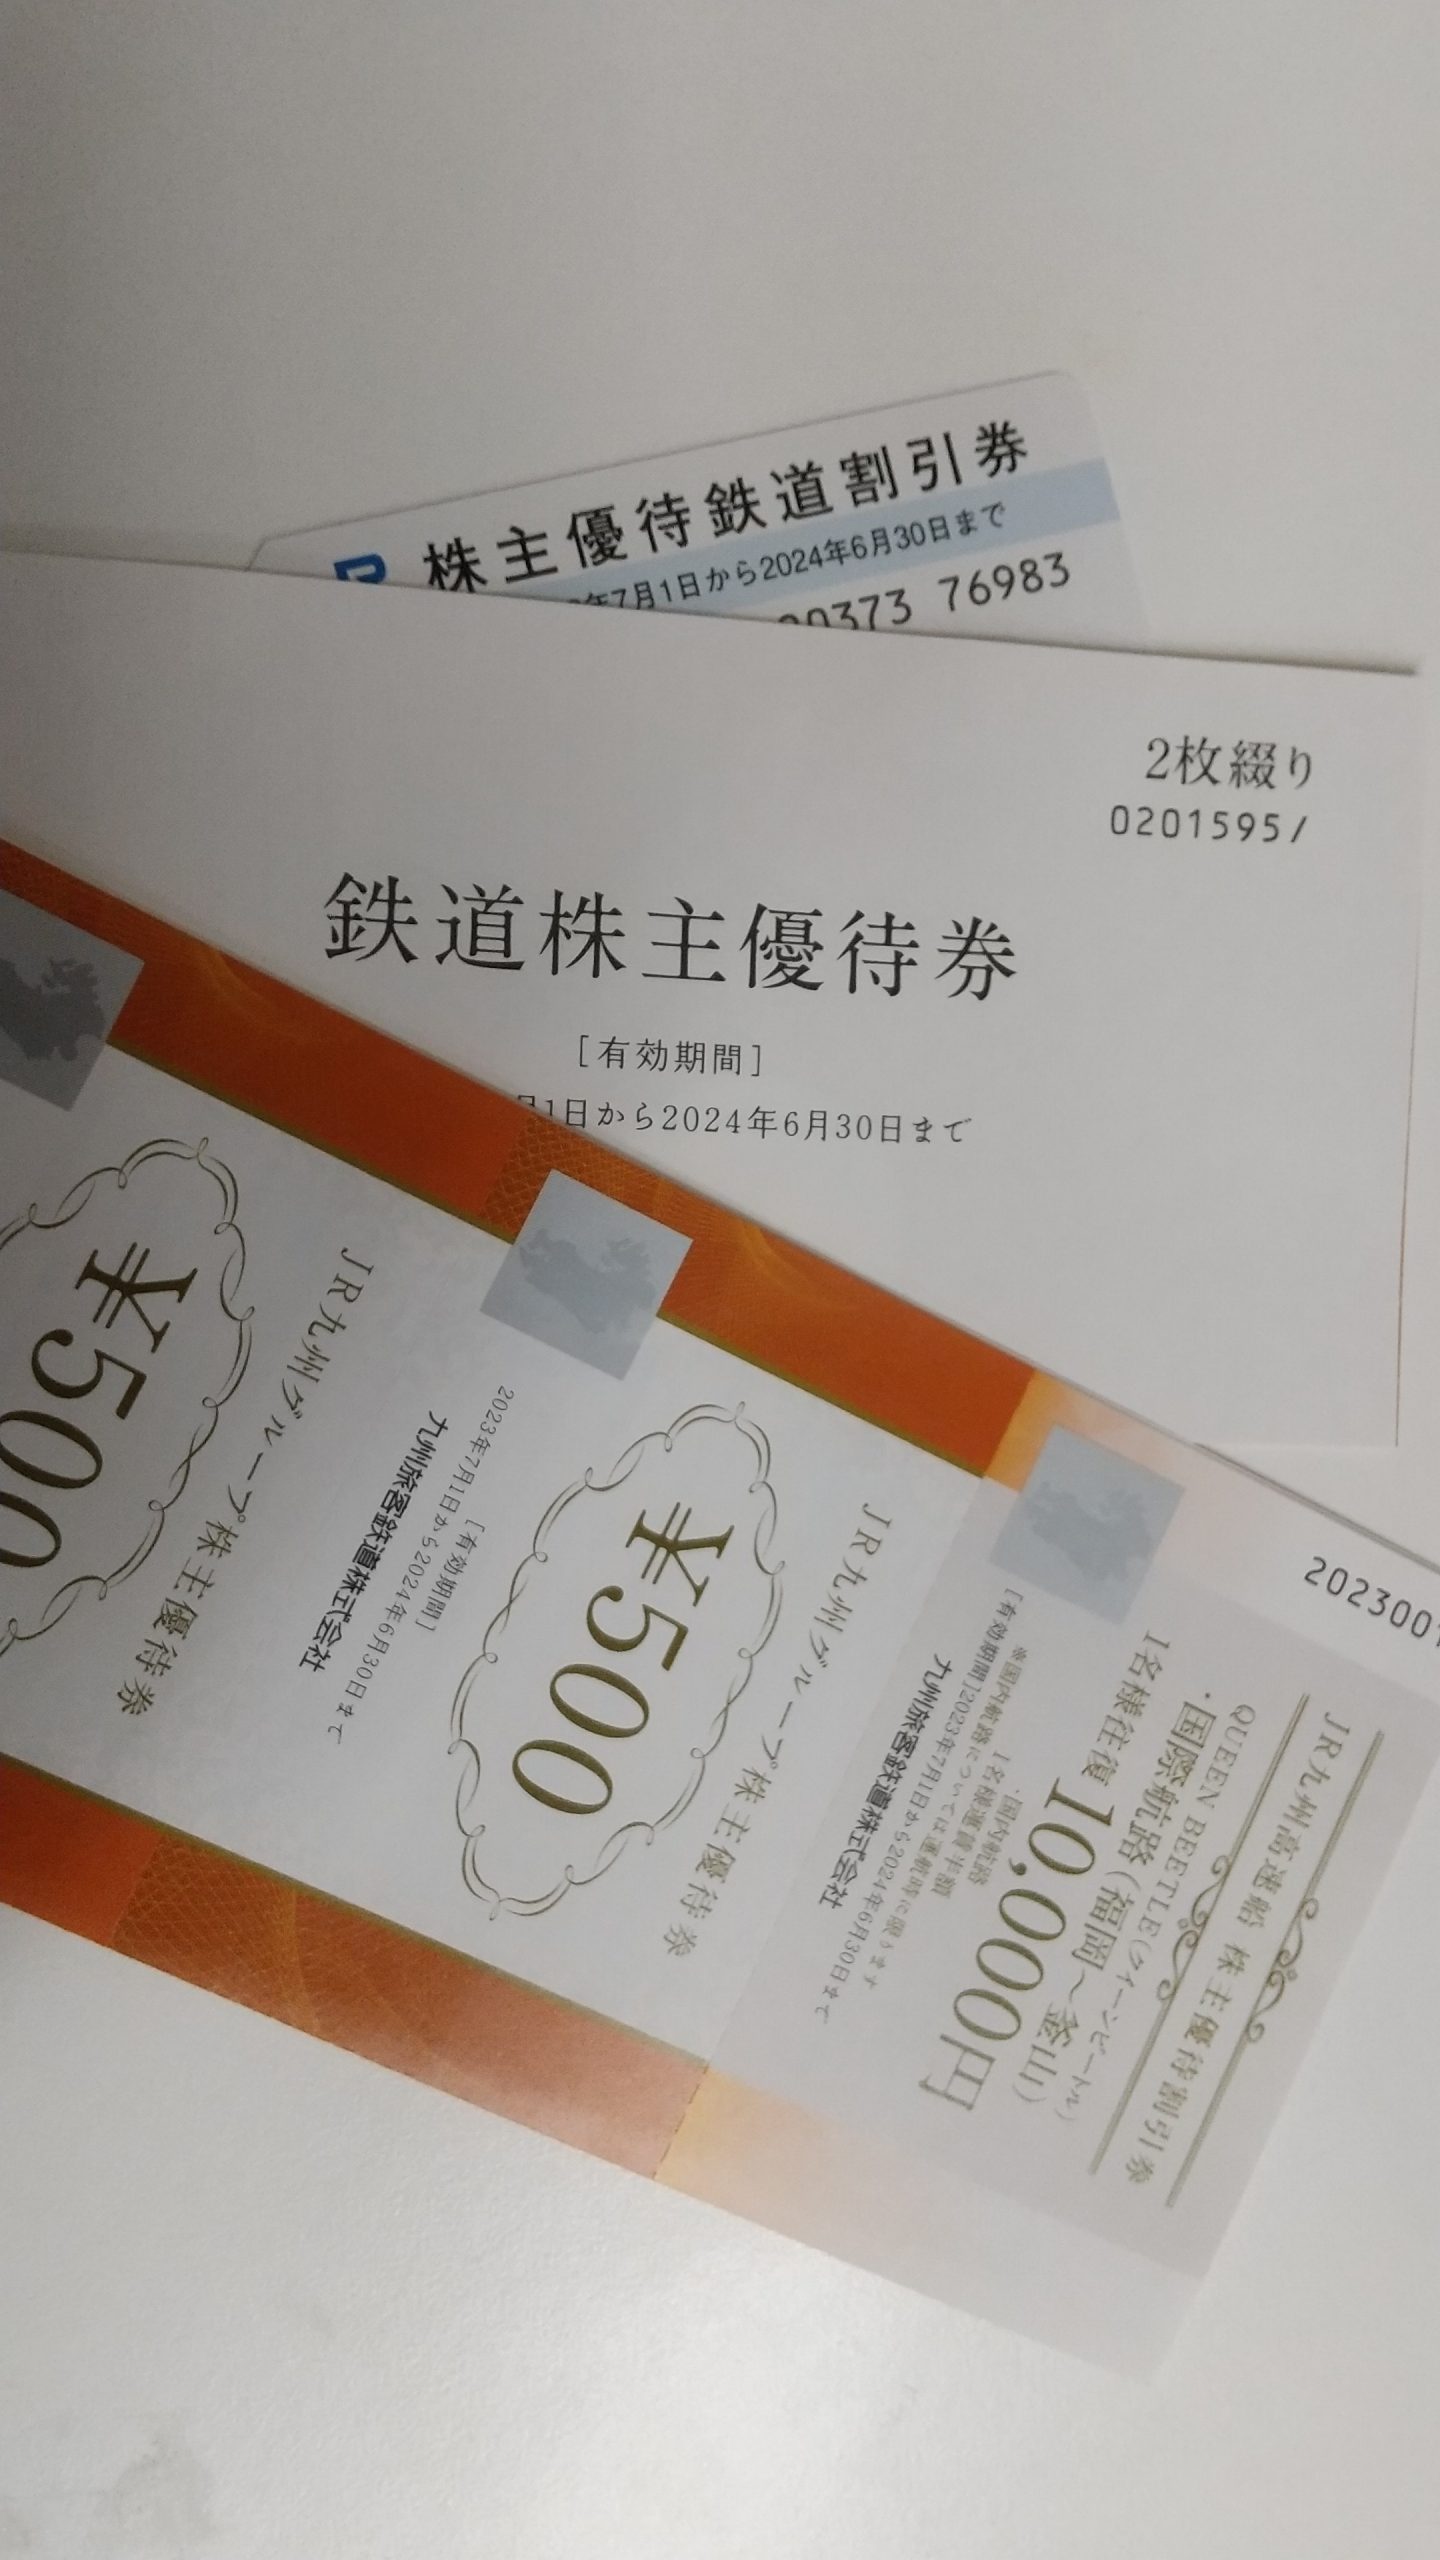 株主優待鉄道割引券
年7月1日から2024年6月30日まで
0373 76983
2枚綴り
0201595/
鉄道株主優待券
[有効期間]
月1日から2024年6月30日まで
¥500
JR九州グループ株主優待券
¥500
JR九州グループ株主優待券
[有効期間]
2023年7月1日から2024年6月30日まで
九州旅客鉄道株式会社
202300
JR九州高速船 株主優待割引券
QUEEN BEETLE(クイーンビートル)
・国際航路(福岡~釜山)
1名様往復 10,000円
・国内航路
1名様運賃半額
※国内航路については運航時に限ります
[有効期間]2023年7月1日から2024年6月30日まで
九州旅客鉄道株式会社